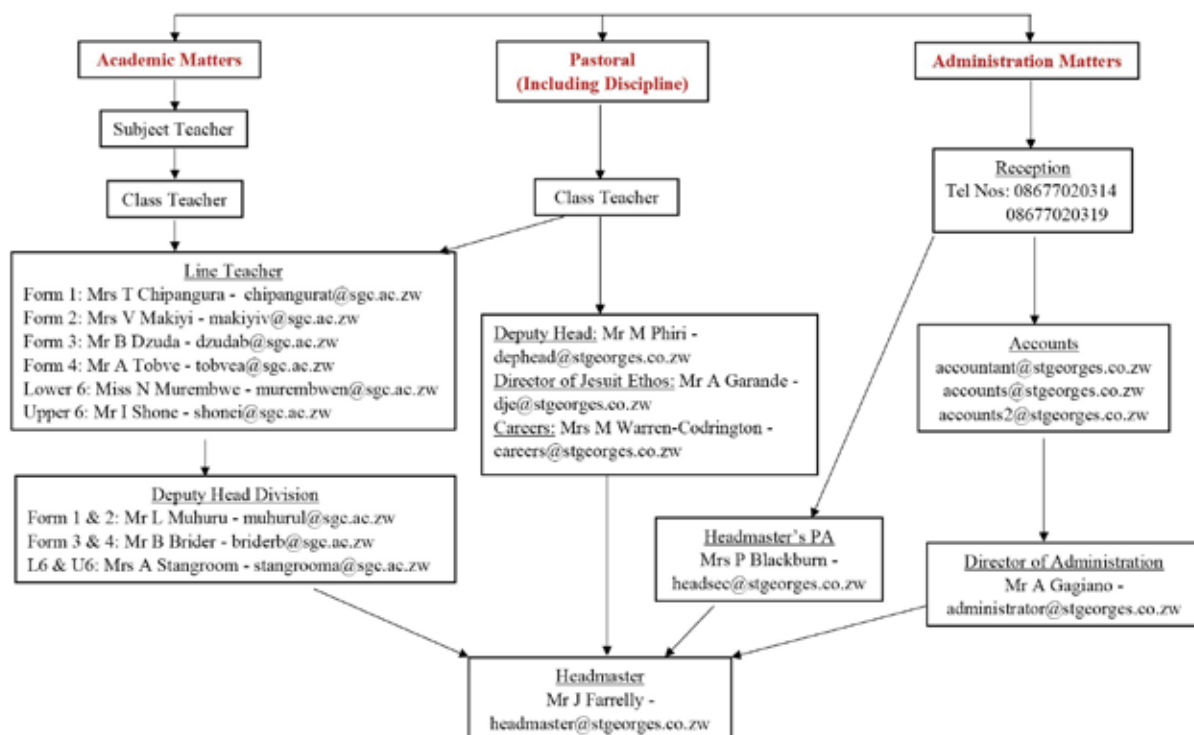 Academic Matters
Pastoral
(Including Discipline)
Administration Matters
Subject Teacher
Class Teacher
Class Teacher
Reception
Tel Nos: 08677020314
08677020319
Line Teacher
Form 1: Mrs T Chipangura - chipangurat@sgc.ac.zw
Form 2: Mrs V Makiyi - makiyiv@sgc.ac.zw
Form 3: Mr B Dzuda - dzudab@sgc.ac.zw
Form 4: Mr A Tobve - tobvea@sgc.ac.zw
Lower 6: Miss N Murembwe - murembwen@sgc.ac.zw
Upper 6: Mr I Shone - shonei@sgc.ac.zw
Deputy Head: Mr M Phiri -
dephead@stgeorges.co.zw
Director of Jesuit Ethos: Mr A Garande -
dje@stgeorges.co.zw
Careers: Mrs M Warren-Codrington -
careers@stgeorges.co.zw
Accounts
accountant@stgeorges.co.zw
accounts@stgeorges.co.zw
accounts2@stgeorges.co.zw
Deputy Head Division
Form 1 & 2: Mr L Muhuru - muhurul@sgc.ac.zw
Form 3 & 4: Mr B Brider - briderb@sgc.ac.zw
L6 & U6: Mrs A Stangroom - stangrooma@sgc.ac.zw
Headmaster's PA
Mrs P Blackburn -
headsec@stgeorges.co.zw
Director of Administration
Mr A Gagiano -
administrator@stgeorges.co.zw
Headmaster
Mr J Farrelly -
headmaster@stgeorges.co.zw